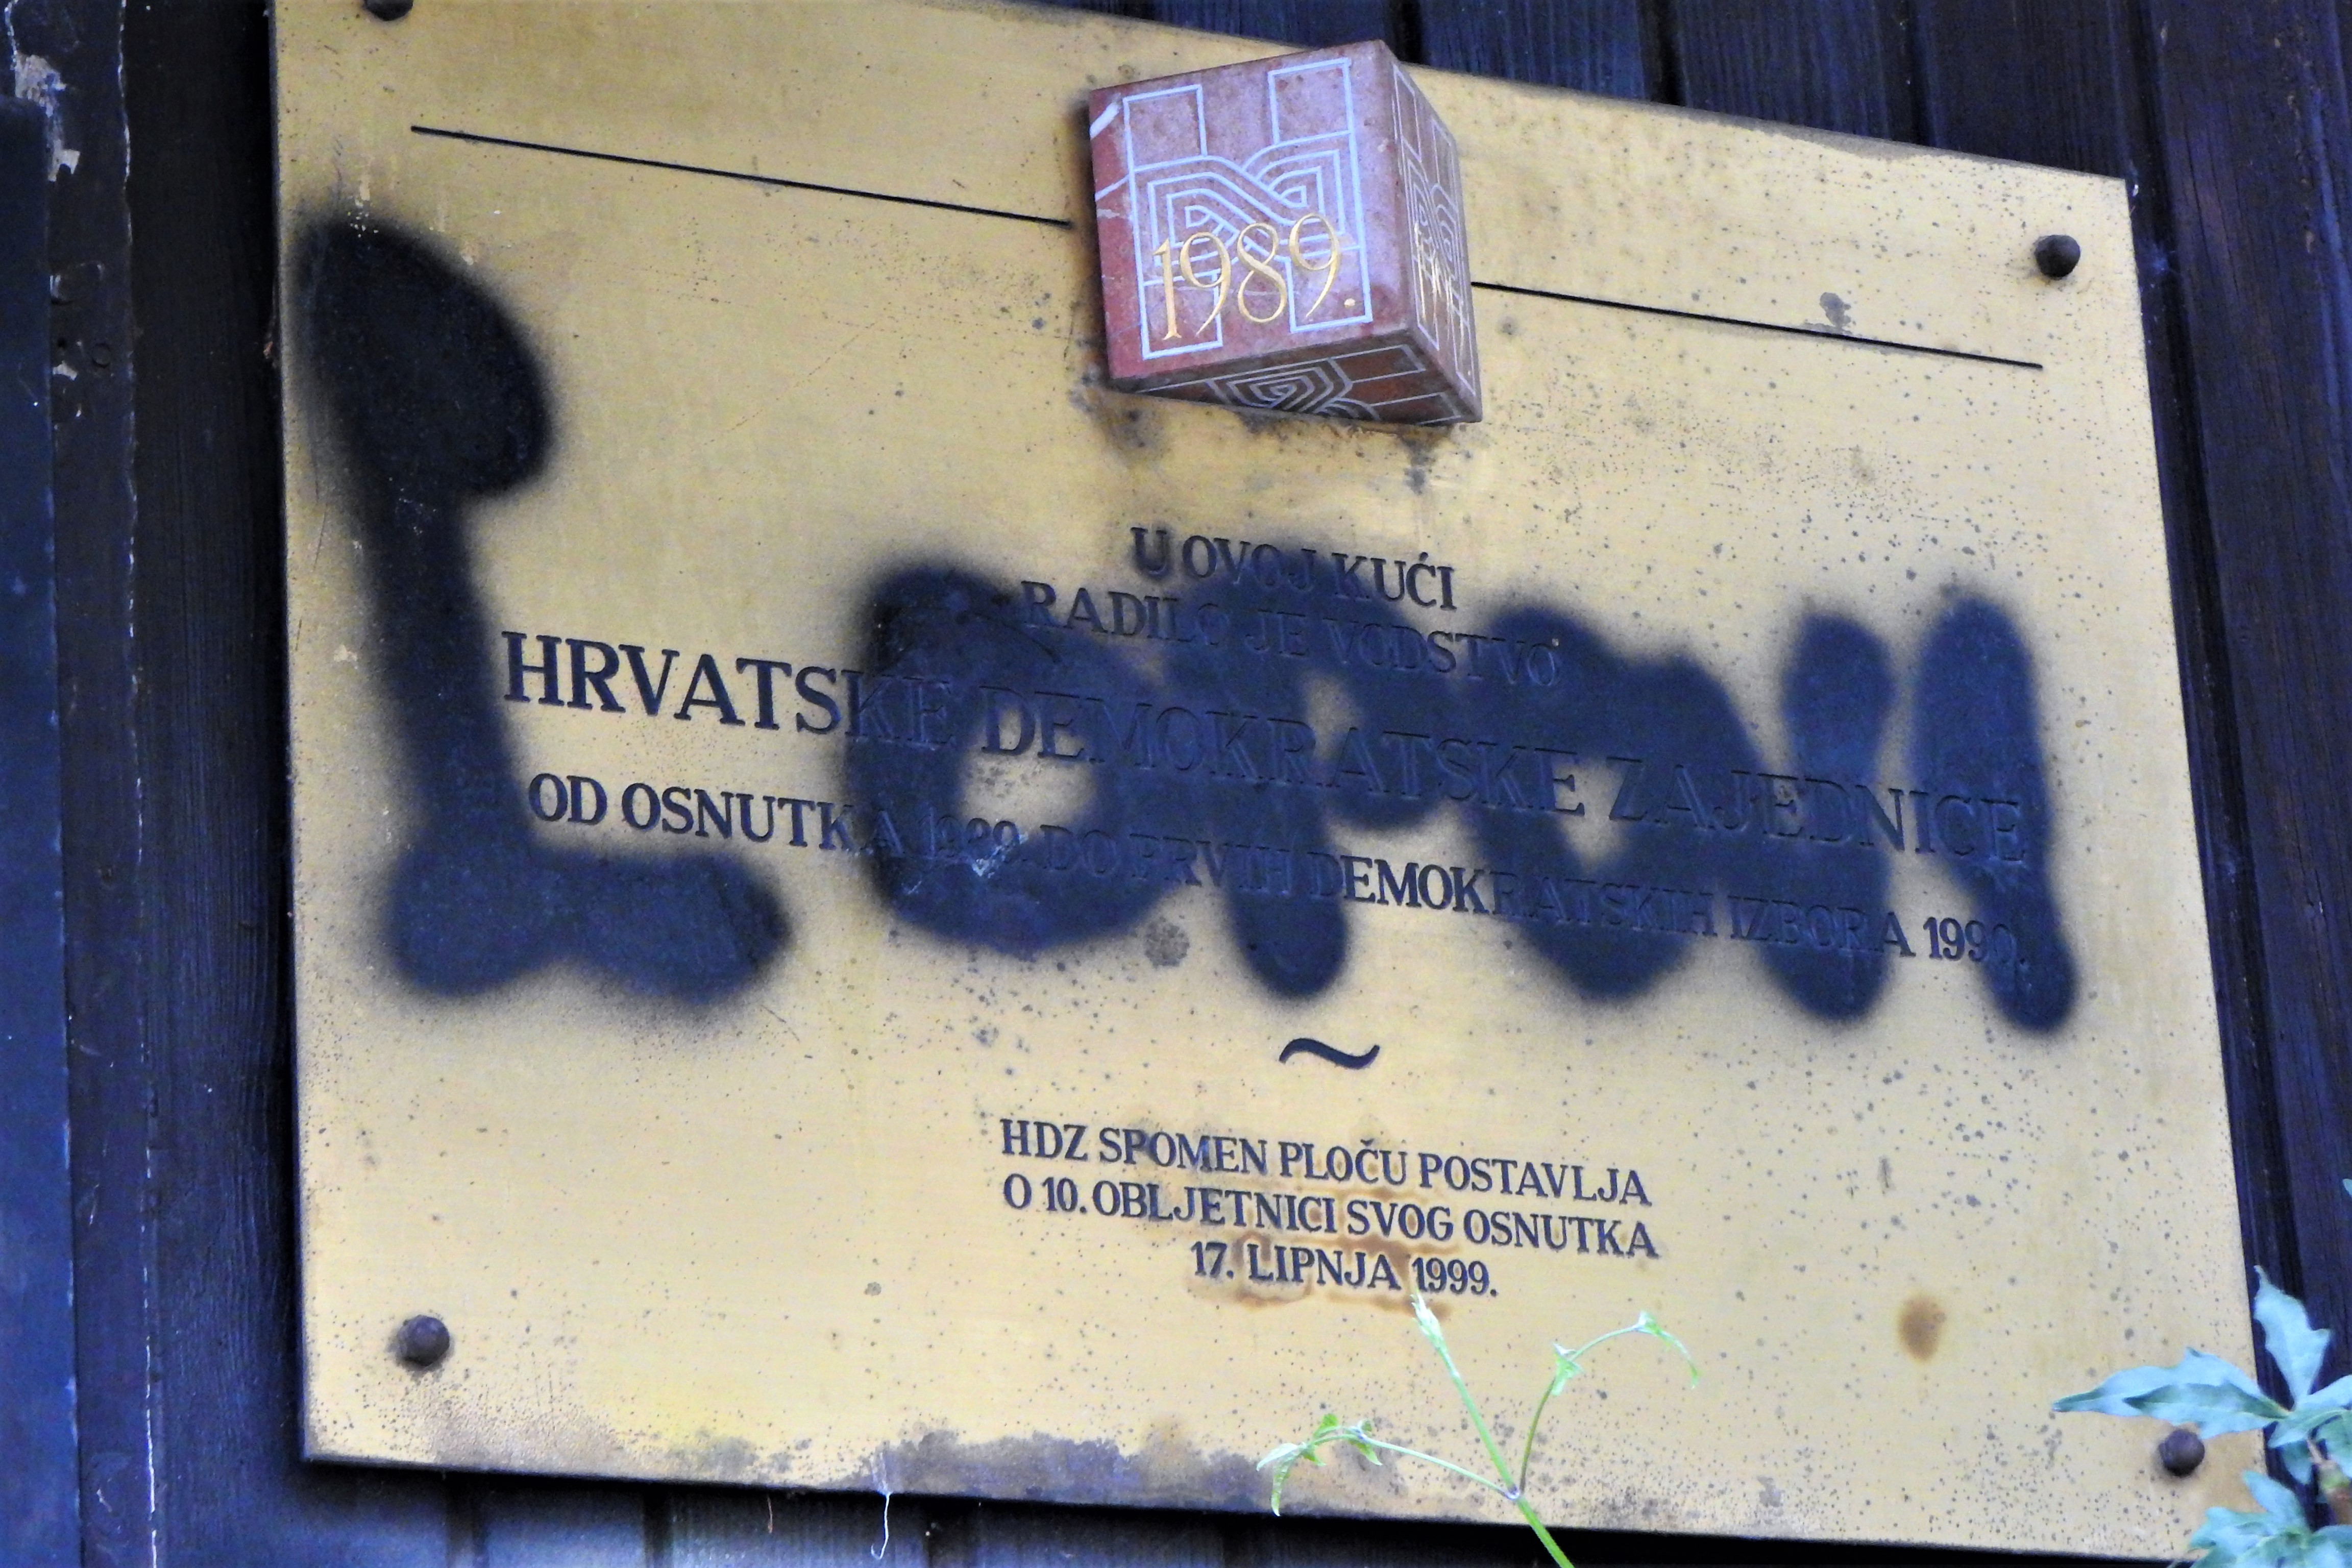 1989.
U OVOJ KUĆI
RADILO JE VODSTVO
HRVATSKE DEMOKRATSKE ZAJEDNICE
OD OSNUTKA 1989. DO PRVIH DEMOKRATSKIH IZBORA 1990.
~
HDZ SPOMEN PLOČU POSTAVLJA
O 10. OBLJETNICI SVOG OSNUTKA
17. LIPNJA 1999.